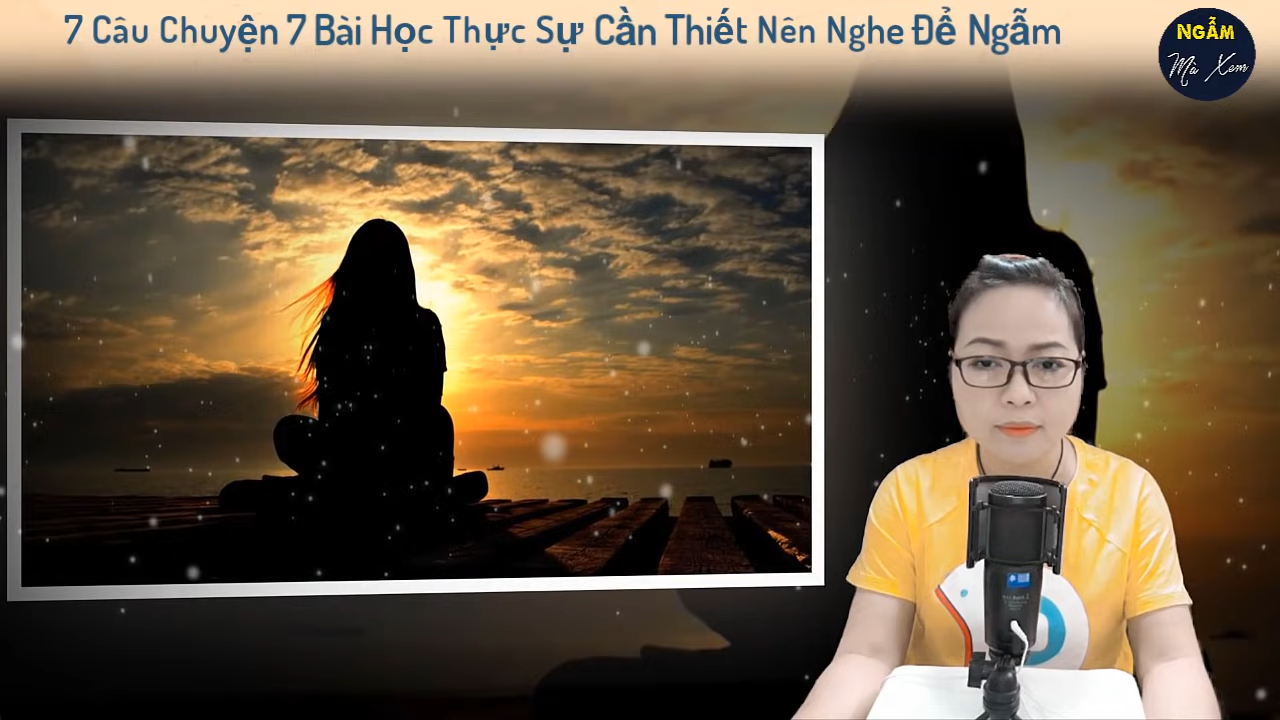 7 Câu Chuyện 7 Bài Học Thực Sự Cần Thiết Nên Nghe Để Ngẫm
NGẪM
Mà Xem